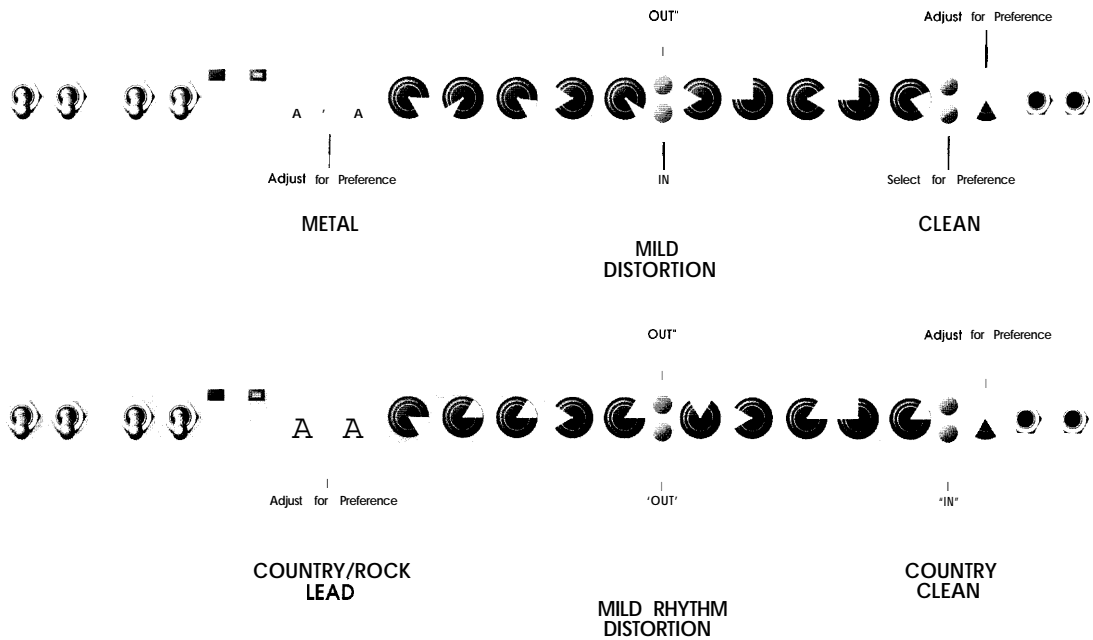 OUT"
Adjust for Preference
A ′ A
Adjust for Preference
IN
Select for Preference
METAL
CLEAN
MILD
DISTORTION
OUT"
Adjust for Preference
A A
Adjust for Preference
'OUT'
"IN"
COUNTRY/ROCK
LEAD
COUNTRY
CLEAN
MILD RHYTHM
DISTORTION